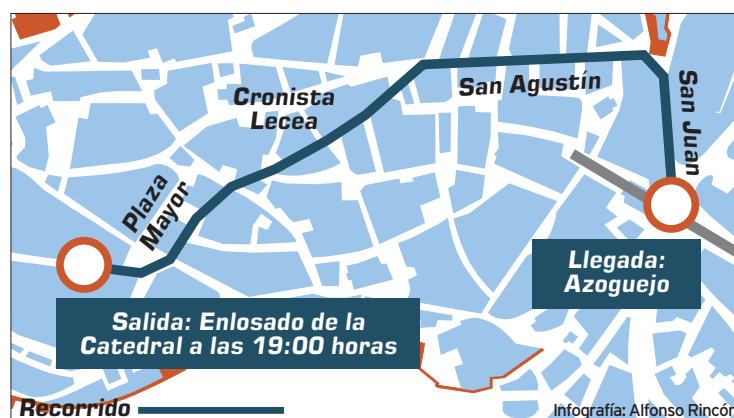 Cronista
Lecea
San Agustín
San Juan
Plaza
Mayor
Llegada:
Azoguejo
Salida: Enlosado de la
Catedral a las 19:00 horas
Recorrido
Infografía: Alfonso Rincón